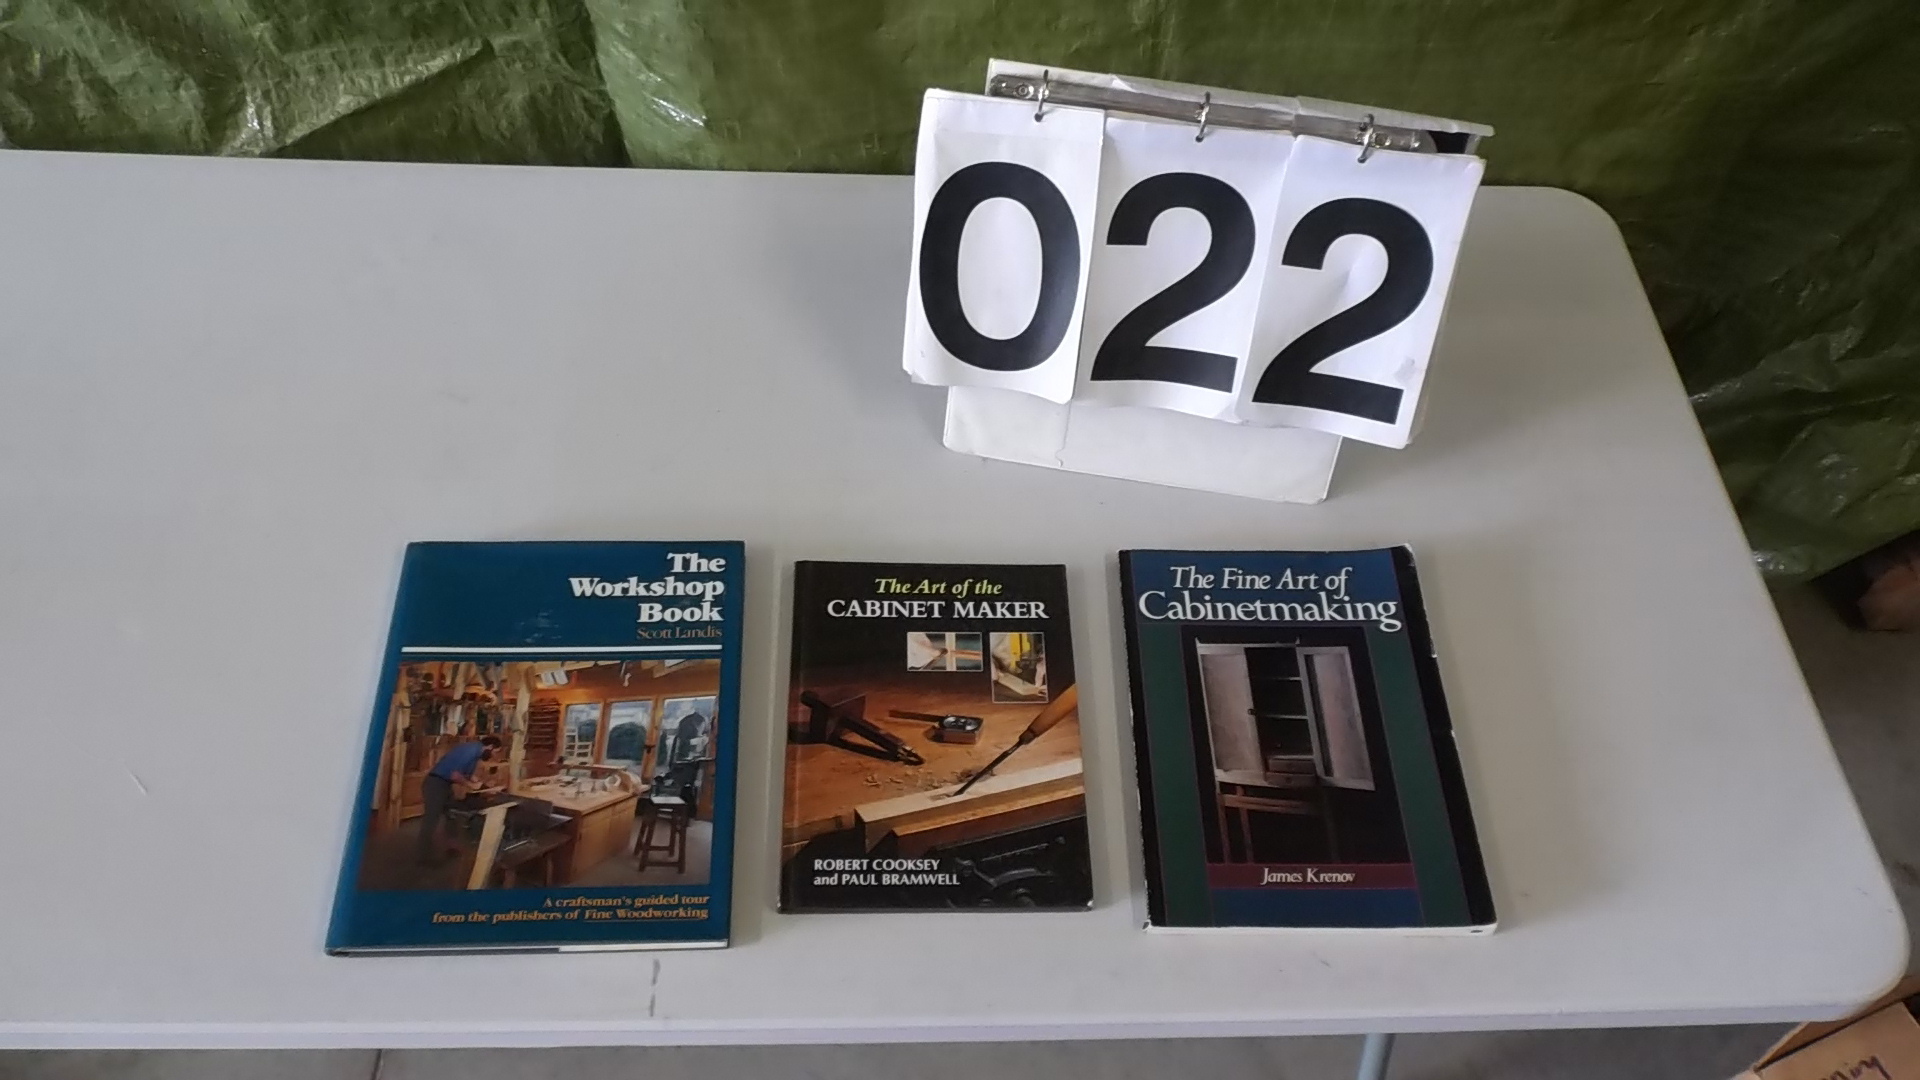 022
The
Workshop
Book
Scott Landis
A craftsman's guided tour
from the publishers of Fine Woodworking
The Art of the
CABINET MAKER
ROBERT COOKSEY
and PAUL BRAMWELL
The Fine Art of
Cabinetmaking
James Krenov